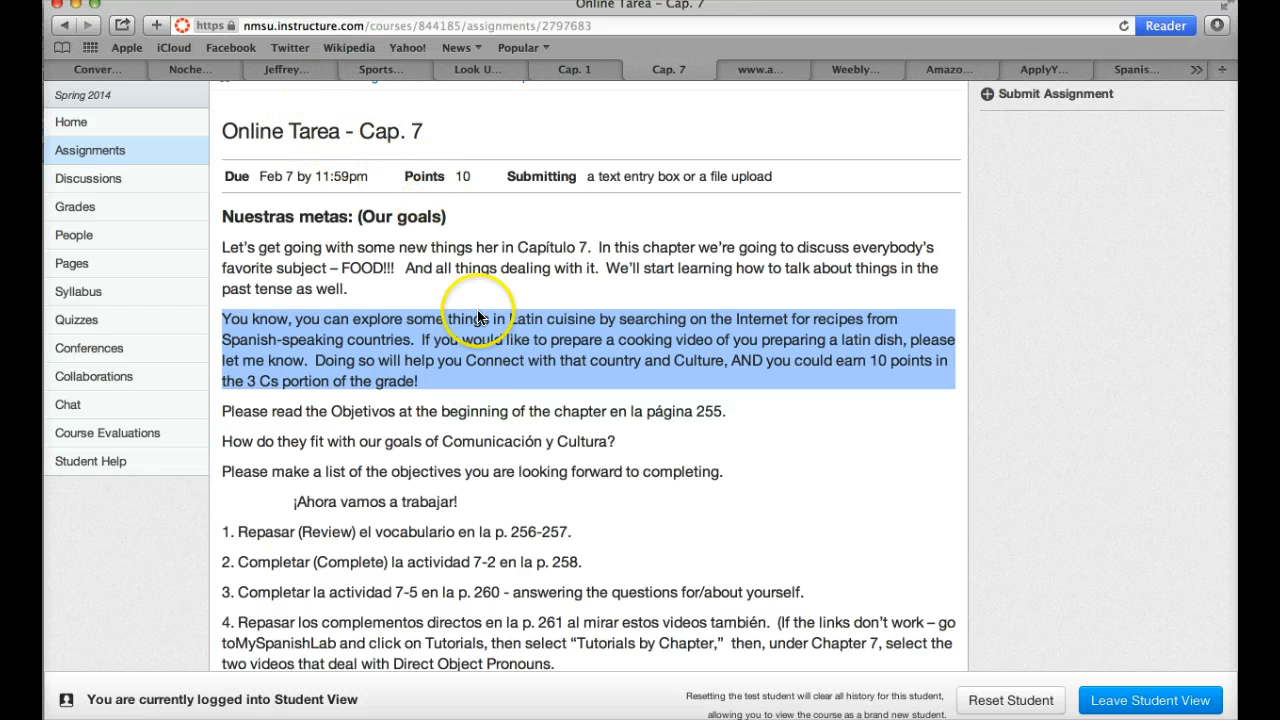 Online Tarea – Cap. 7
https nmsu.instructure.com/courses/844185/assignments/2797683
Reader
Apple iCloud Facebook Twitter Wikipedia Yahoo! News Popular
Conver... Noche... Jeffrey... Sports... Look U... Cap. 1 Cap. 7 www.a... Weebly... Amazo... ApplyY... Spanis...
Spring 2014
Home
Assignments
Discussions
Grades
People
Pages
Syllabus
Quizzes
Conferences
Collaborations
Chat
Course Evaluations
Student Help
Online Tarea - Cap. 7
Due Feb 7 by 11:59pm Points 10 Submitting a text entry box or a file upload
Nuestras metas: (Our goals)
Let's get going with some new things her in Capítulo 7. In this chapter we're going to discuss everybody's
favorite subject – FOOD!!! And all things dealing with it. We'll start learning how to talk about things in the
past tense as well.
You know, you can explore some things in Latin cuisine by searching on the Internet for recipes from
Spanish-speaking countries. If you would like to prepare a cooking video of you preparing a latin dish, please
let me know. Doing so will help you Connect with that country and Culture, AND you could earn 10 points in
the 3 Cs portion of the grade!
Please read the Objetivos at the beginning of the chapter en la página 255.
How do they fit with our goals of Comunicación y Cultura?
Please make a list of the objectives you are looking forward to completing.
¡Ahora vamos a trabajar!
1. Repasar (Review) el vocabulario en la p. 256-257.
2. Completar (Complete) la actividad 7-2 en la p. 258.
3. Completar la actividad 7-5 en la p. 260 - answering the questions for/about yourself.
4. Repasar los complementos directos en la p. 261 al mirar estos videos también. (If the links don't work – go
toMySpanishLab and click on Tutorials, then select "Tutorials by Chapter," then, under Chapter 7, select the
two videos that deal with Direct Object Pronouns.
Submit Assignment
You are currently logged into Student View
Resetting the test student will clear all history for this student,
allowing you to view the course as a brand new student.
Reset Student
Leave Student View